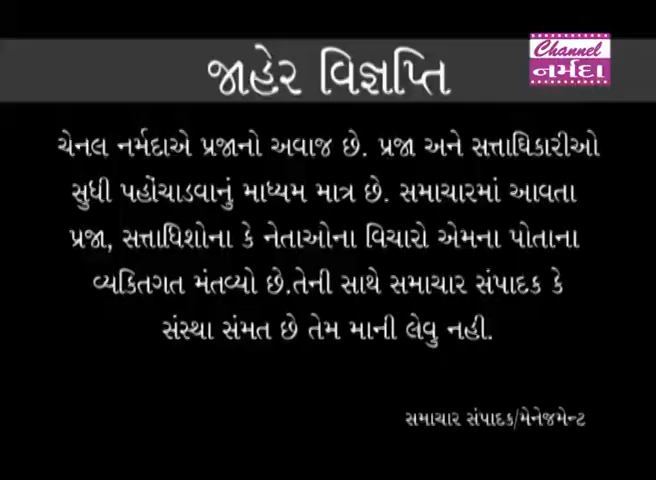 જાહેર વિજ્ઞપ્તિ
Channel
નર્મદા
ચેનલ નર્મદાએ પ્રજાનો અવાજ છે. પ્રજા અને સત્તાધિકારીઓ
સુધી પહોંચાડવાનું માધ્યમ માત્ર છે. સમાચારમાં આવતા
પ્રજા, સત્તાધિશોના કે નેતાઓના વિચારો એમના પોતાના
વ્યકિતગત મંતવ્યો છે.તેની સાથે સમાચાર સંપાદક કે
સંસ્થા સંમત છે તેમ માની લેવુ નહી.
સમાચાર સંપાદક/મેનેજમેન્ટ